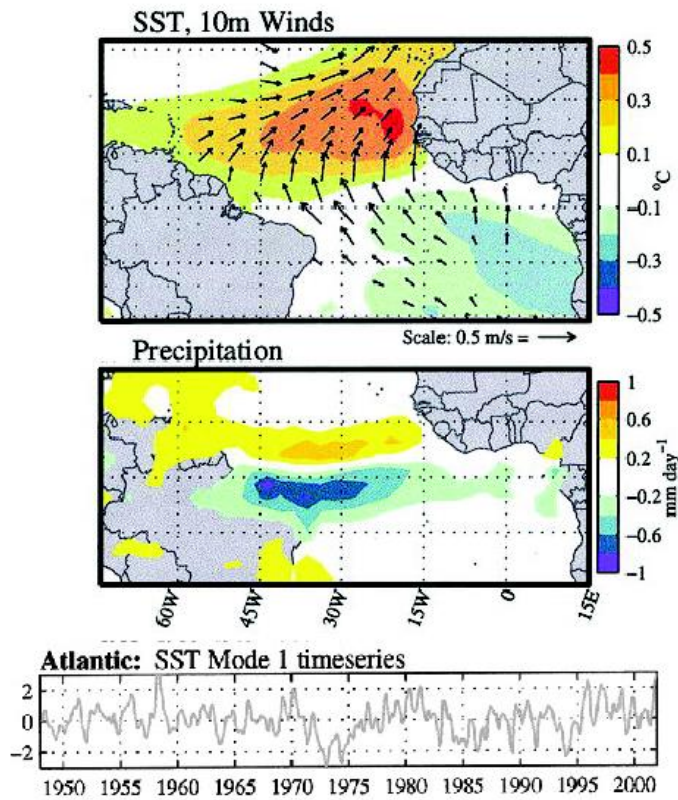 SST, 10m Winds
0.5
0.3
0.1
°C
−0.1
−0.3
−0.5
Scale: 0.5 m/s =
Precipitation
1
0.6
0.2
mm day⁻¹
−0.2
−0.6
−1
60W 45W 30W 15W 0 15E
Atlantic: SST Mode 1 timeseries
2
0
−2
1950 1955 1960 1965 1970 1975 1980 1985 1990 1995 2000